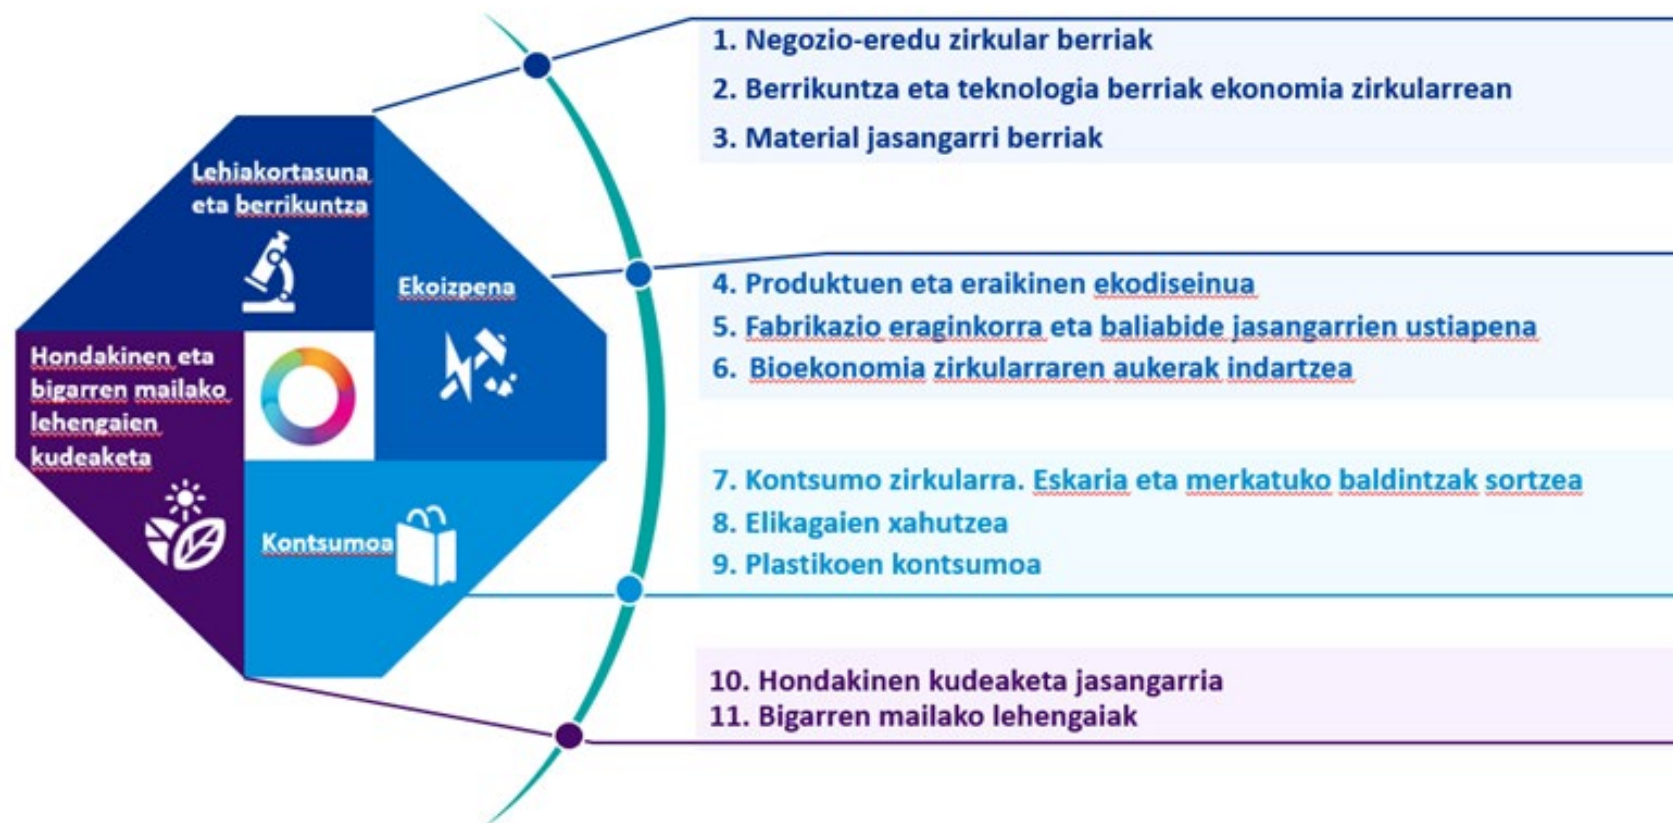 Lehiakortasuna
eta berrikuntza
Ekoizpena
Hondakinen eta
bigarren mailako
lehengaien
kudeaketa
Kontsumoa
1. Negozio-eredu zirkular berriak
2. Berrikuntza eta teknologia berriak ekonomia zirkularrean
3. Material jasangarri berriak
4. Produktuen eta eraikinen ekodiseinua
5. Fabrikazio eraginkorra eta baliabide jasangarrien ustiapena
6. Bioekonomia zirkularraren aukerak indartzea
7. Kontsumo zirkularra. Eskaria eta merkatuko baldintzak sortzea
8. Elikagaien xahutzea
9. Plastikoen kontsumoa
10. Hondakinen kudeaketa jasangarria
11. Bigarren mailako lehengaiak